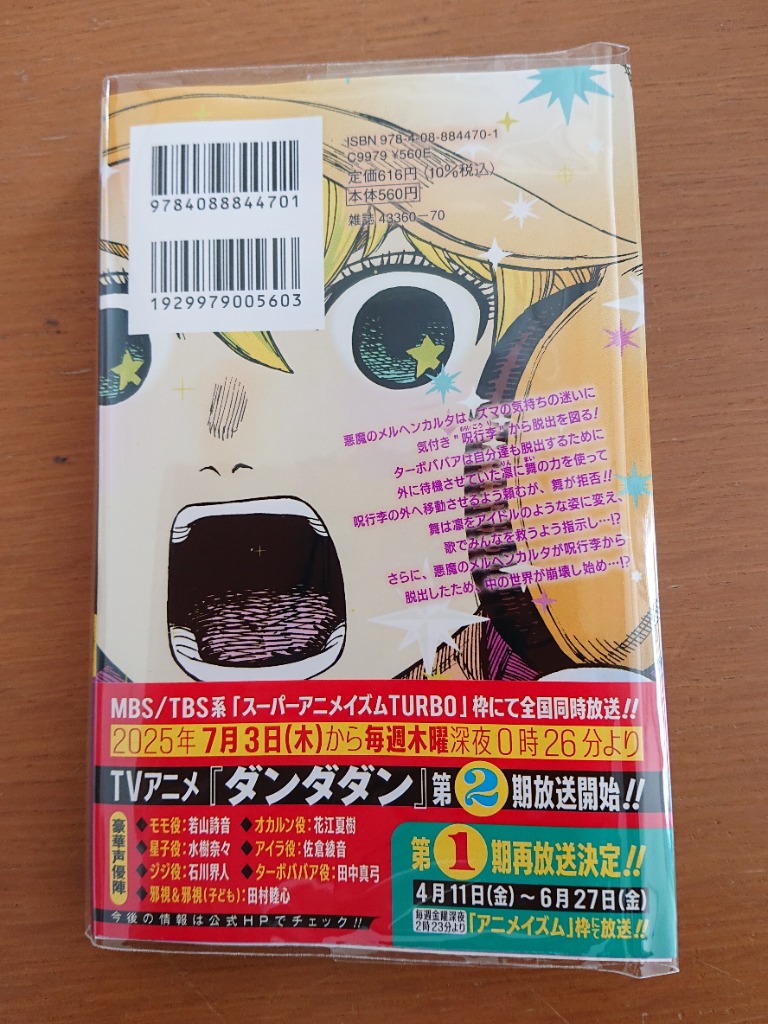 9784088844701
1929979005603
ISBN 978-4-08-884470-1
C9979 ¥560E
定価616円(10%税込)
本体560円
雑誌 43360-70
悪魔のメルヘンカルタは、ズマの気持ちの迷いに
気付き"呪行李"から脱出を図る!
ターボババアは自分達も脱出するために
外に待機させていた凛に舞の力を使って
呪行李の外へ移動させるよう頼むが、舞が拒否!!
舞は凛をアイドルのような姿に変え、
歌でみんなを救うよう指示し…!?
さらに、悪魔のメルヘンカルタが呪行李から
脱出したため、中の世界が崩壊し始め…!?
MBS/TBS系「スーパーアニメイズムTURBO」枠にて全国同時放送!!
2025年7月3日(木)から毎週木曜深夜0時26分より
TVアニメ『ダンダダン』第2期放送開始!!
豪華声優陣
◆モモ役:若山詩音 ◆オカルン役:花江夏樹
◆星子役:水樹奈々 ◆アイラ役:佐倉綾音
◆ジジ役:石川界人 ◆ターボババア役:田中真弓
◆邪視&邪視(子ども):田村睦心
今後の情報は公式HPでチェック!!
第1期再放送決定!!
4月11日(金)~6月27日(金)
毎週金曜深夜2時23分より「アニメイズム」枠にて放送!!